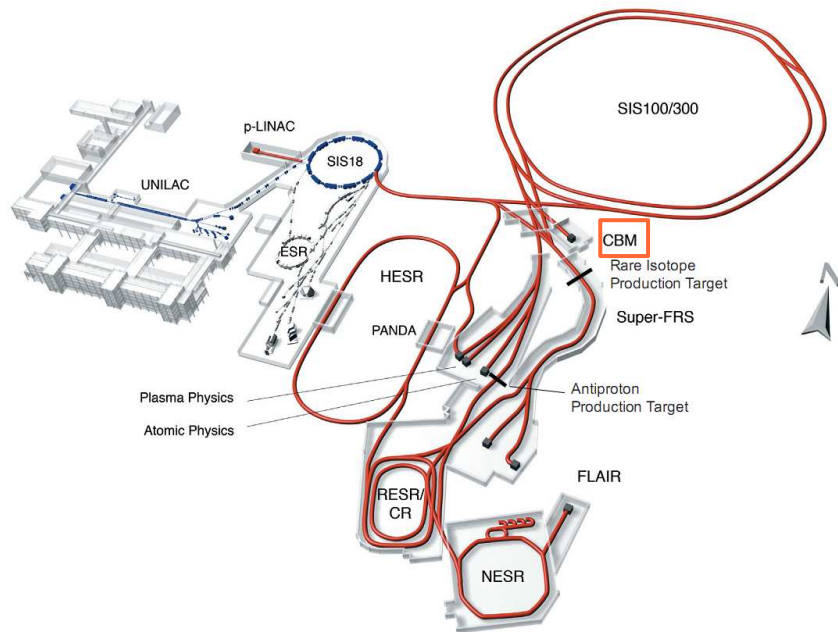 SIS100/300
p-LINAC
SIS18
UNILAC
CBM
ESR
Rare Isotope
Production Target
HESR
Super-FRS
PANDA
Plasma Physics
Antiproton
Production Target
Atomic Physics
FLAIR
RESR/
CR
NESR